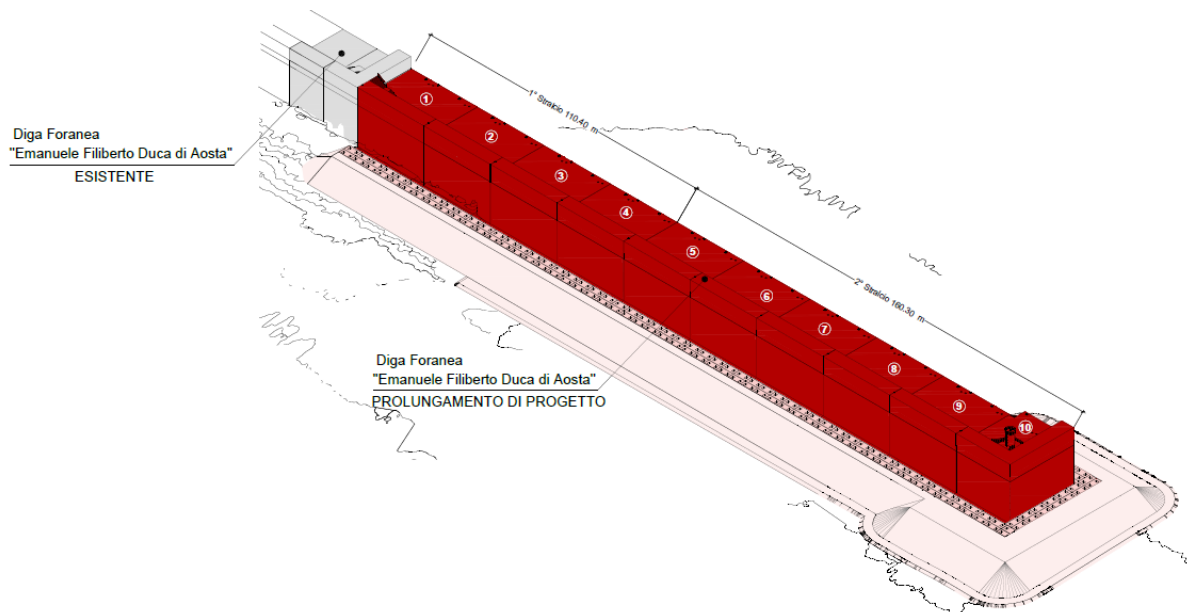 Diga Foranea
"Emanuele Filiberto Duca di Aosta"
ESISTENTE
1° Stralcio 110.40 m
2° Stralcio 160.30 m
1
2
3
4
5
6
7
8
9
10
Diga Foranea
"Emanuele Filiberto Duca di Aosta"
PROLUNGAMENTO DI PROGETTO